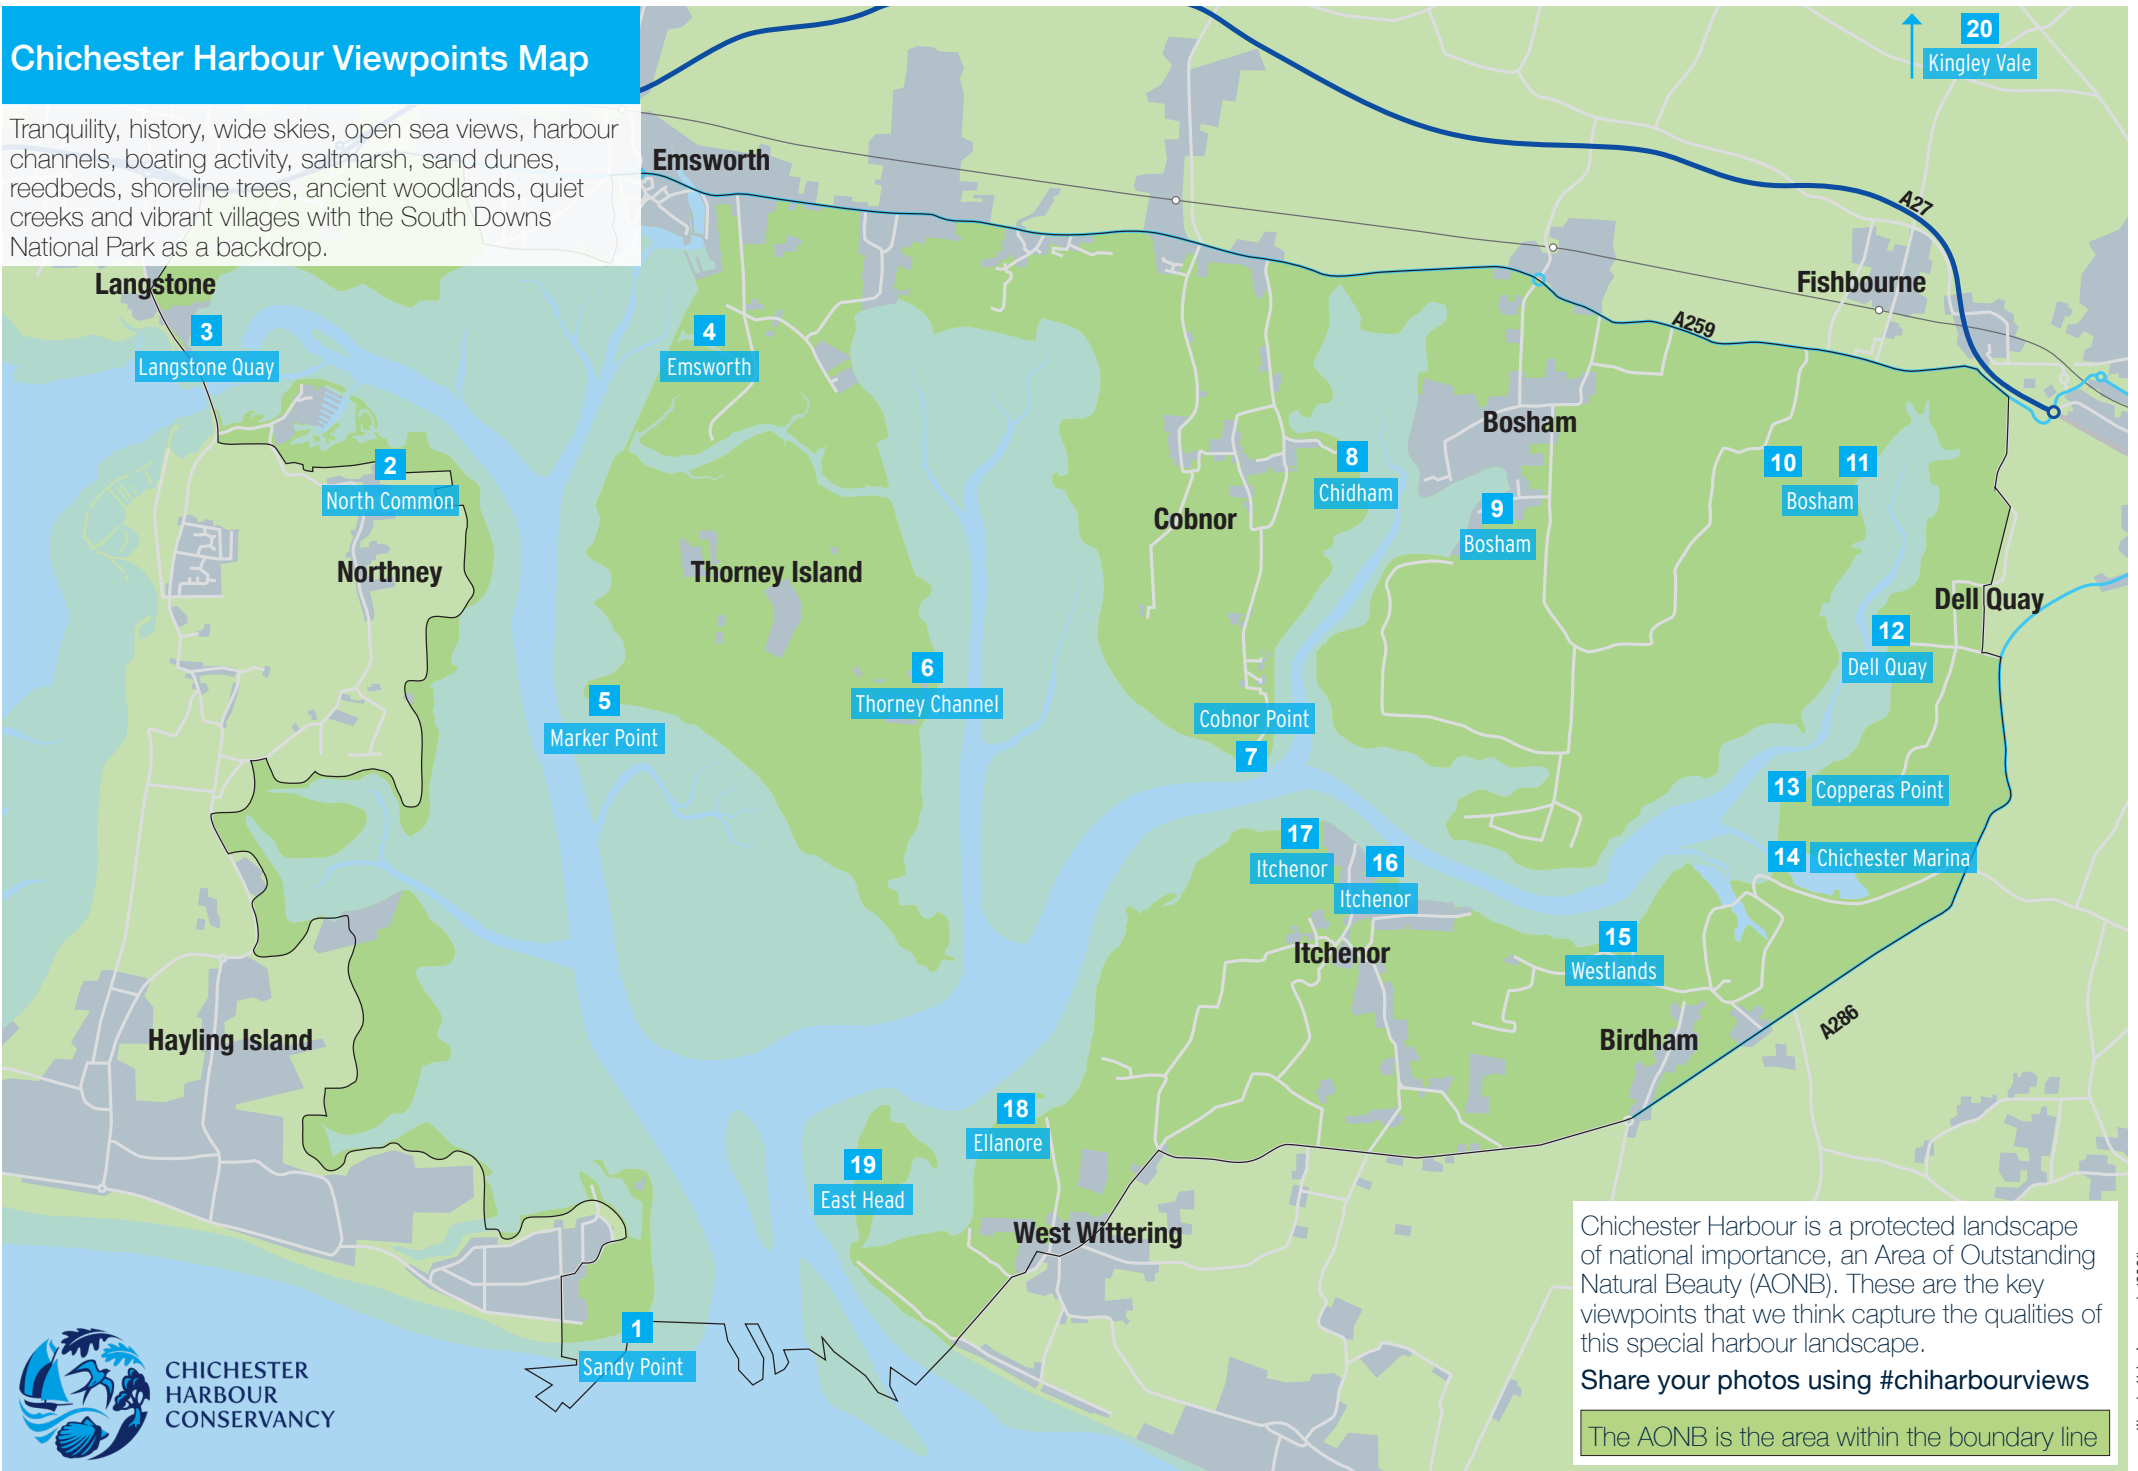 Chichester Harbour Viewpoints Map
Tranquility, history, wide skies, open sea views, harbour
channels, boating activity, saltmarsh, sand dunes,
reedbeds, shoreline trees, ancient woodlands, quiet
creeks and vibrant villages with the South Downs
National Park as a backdrop.
20
Kingley Vale
Emsworth
A27
Langstone
Fishbourne
3
Langstone Quay
4
Emsworth
A259
Bosham
2
North Common
8
Chidham
9
Bosham
10
11
Bosham
Cobnor
Northney
Thorney Island
Dell Quay
12
Dell Quay
6
Thorney Channel
5
Marker Point
Cobnor Point
7
13
Copperas Point
17
Itchenor
16
Itchenor
14
Chichester Marina
Itchenor
15
Westlands
Hayling Island
Birdham
A286
18
Ellanore
19
East Head
West Wittering
1
Sandy Point
Chichester Harbour is a protected landscape
of national importance, an Area of Outstanding
Natural Beauty (AONB). These are the key
viewpoints that we think capture the qualities of
this special harbour landscape.
Share your photos using #chiharbourviews
The AONB is the area within the boundary line
CHICHESTER
HARBOUR
CONSERVANCY